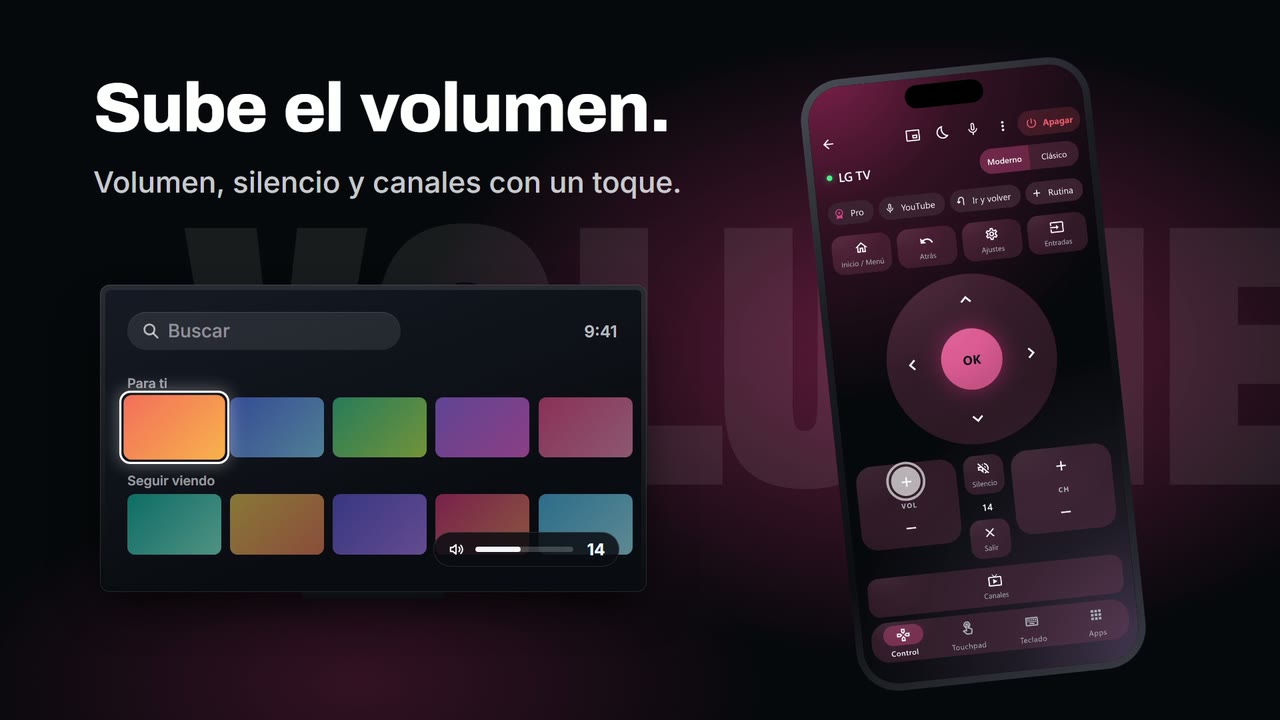 Sube el volumen.
Volumen, silencio y canales con un toque.
VOLUME
Buscar
9:41
Para ti
Seguir viendo
14
Apagar
LG TV
Moderno
Clásico
Pro
YouTube
Ir y volver
Rutina
Inicio / Menú
Atrás
Ajustes
Entradas
OK
+
VOL
−
Silencio
14
Salir
+
CH
−
Canales
Control
Touchpad
Teclado
Apps